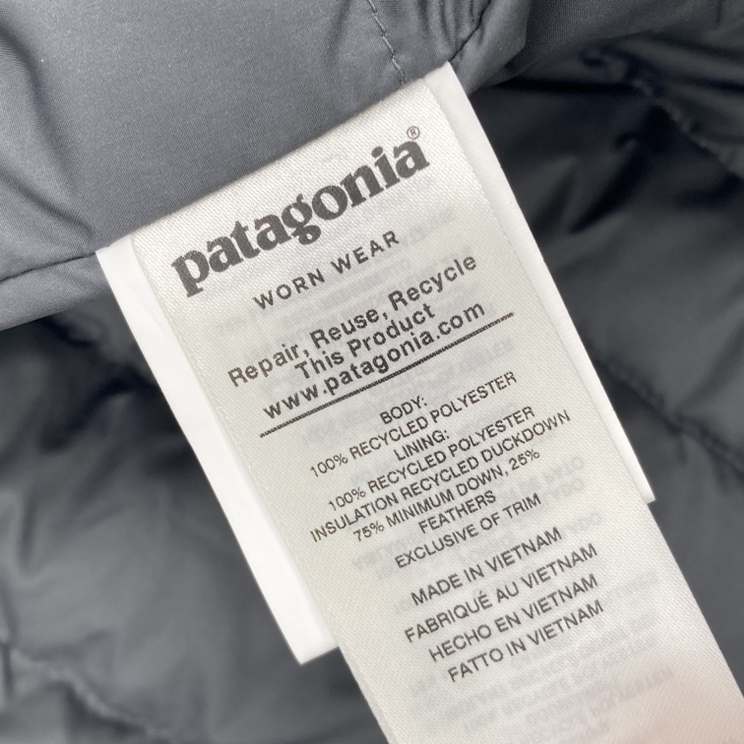 patagonia®
WORN WEAR
Repair, Reuse, Recycle
This Product
www.patagonia.com
BODY:
100% RECYCLED POLYESTER
LINING:
100% RECYCLED POLYESTER
INSULATION RECYCLED DUCKDOWN
75% MINIMUM DOWN, 25%
FEATHERS
EXCLUSIVE OF TRIM
MADE IN VIETNAM
FABRIQUÉ AU VIETNAM
HECHO EN VIETNAM
FATTO IN VIETNAM